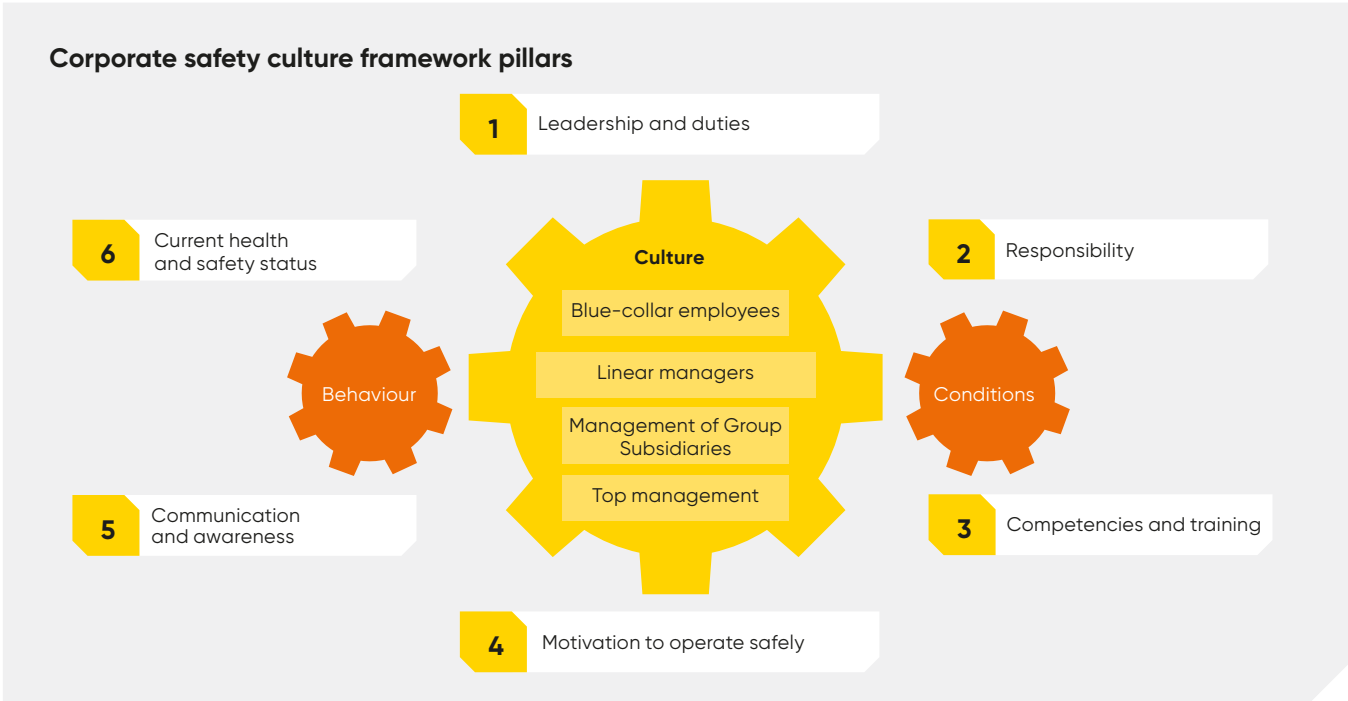 Corporate safety culture framework pillars
1
Leadership and duties
6
Current health
and safety status
2
Responsibility
Culture
Blue-collar employees
Linear managers
Management of Group
Subsidiaries
Top management
Behaviour
Conditions
5
Communication
and awareness
3
Competencies and training
4
Motivation to operate safely